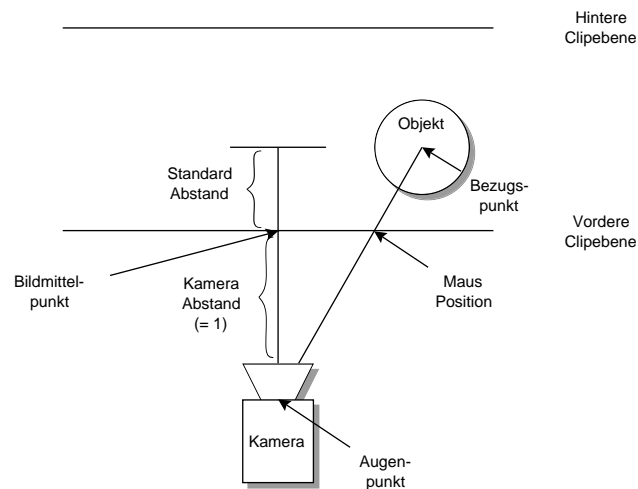 Hintere
Clipebene
Objekt
Standard
Abstand
Bezugs-
punkt
Vordere
Clipebene
Bildmittel-
punkt
Kamera
Abstand
(= 1)
Maus
Position
Kamera
Augen-
punkt